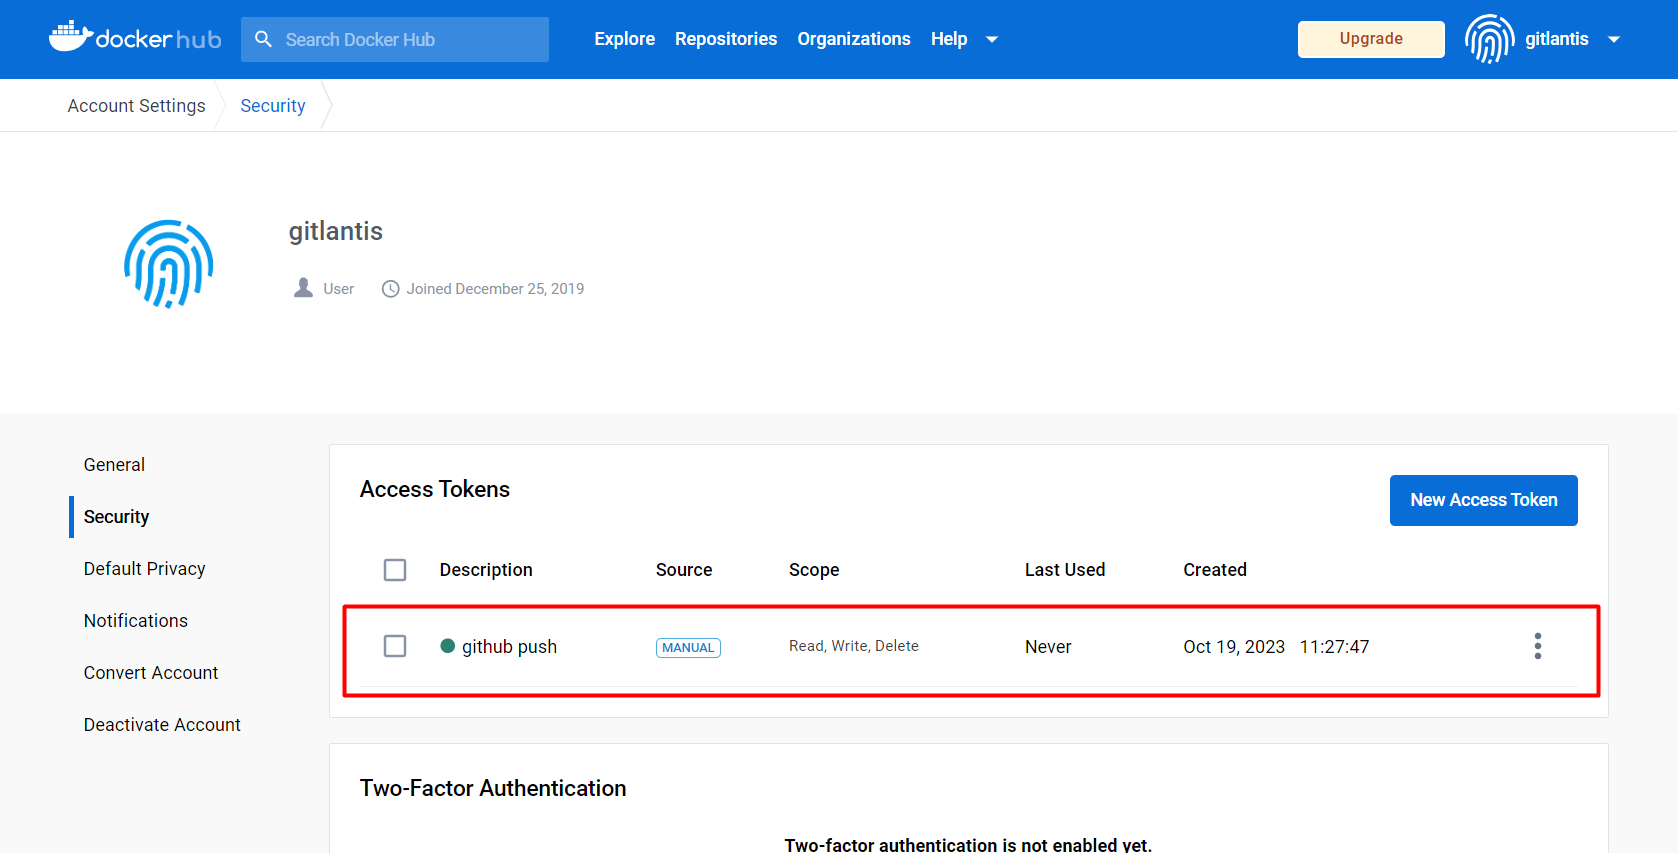 dockerhub Search Docker Hub Explore Repositories Organizations Help Upgrade gitlantis
Account Settings Security
gitlantis
User Joined December 25, 2019
General
Security
Default Privacy
Notifications
Convert Account
Deactivate Account
Access Tokens
New Access Token
Description Source Scope Last Used Created
github push MANUAL Read, Write, Delete Never Oct 19, 2023 11:27:47
Two-Factor Authentication
Two-factor authentication is not enabled yet.